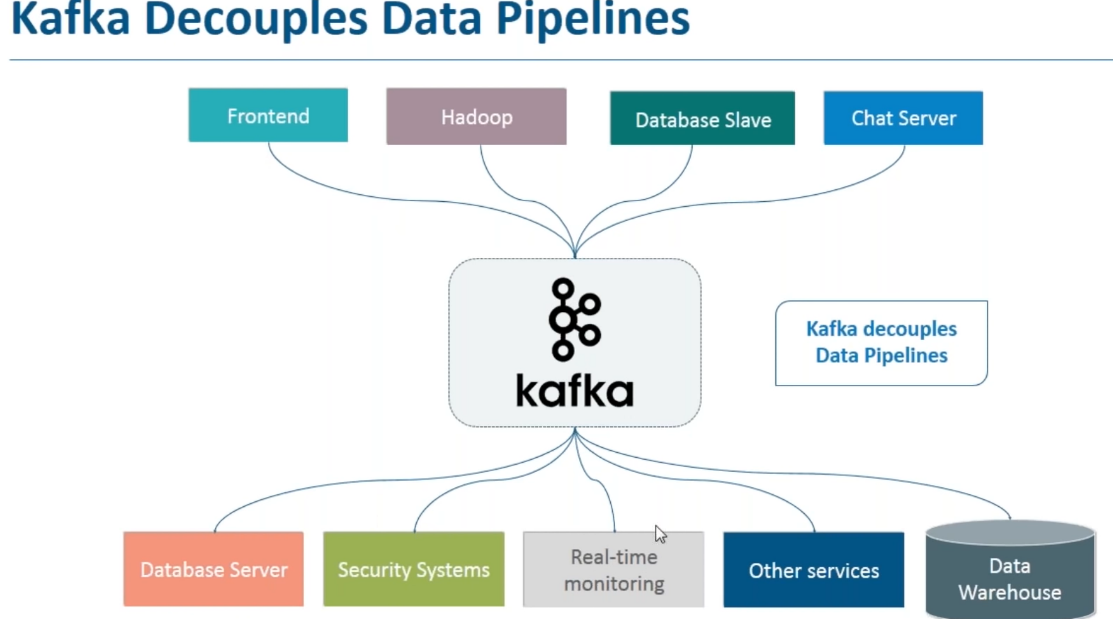 Kafka Decouples Data Pipelines
Frontend
Hadoop
Database Slave
Chat Server
kafka
Kafka decouples
Data Pipelines
Database Server
Security Systems
Real-time
monitoring
Other services
Data
Warehouse